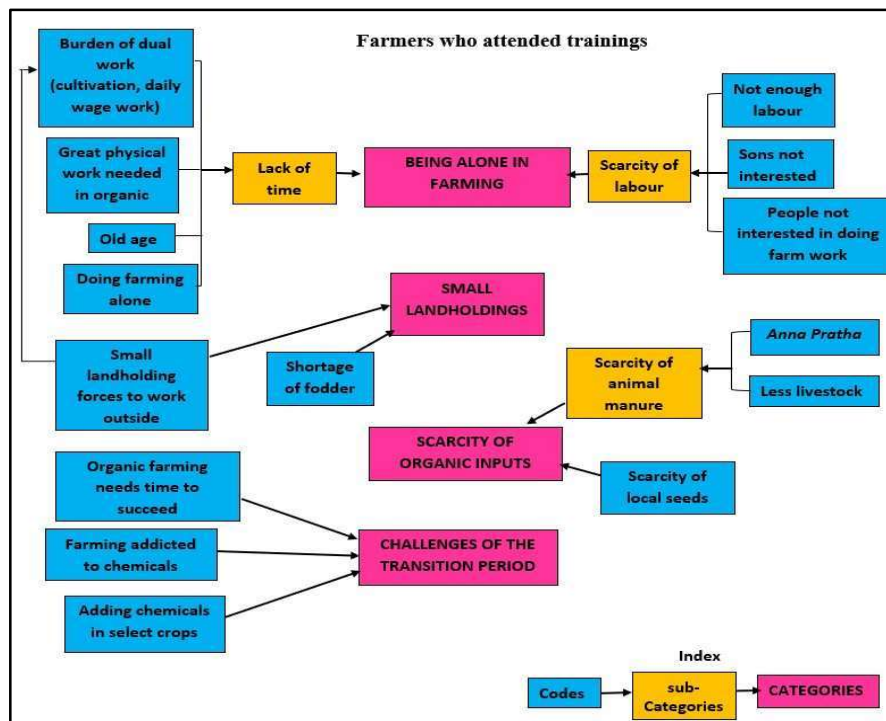 Farmers who attended trainings
Burden of dual
work
(cultivation, daily
wage work)
Great physical
work needed
in organic
Old age
Doing farming
alone
Lack of
time
BEING ALONE IN
FARMING
Scarcity of
labour
Not enough
labour
Sons not
interested
People not
interested in doing
farm work
SMALL
LANDHOLDINGS
Small
landholding
forces to work
outside
Shortage
of fodder
Scarcity of
animal
manure
Anna Pratha
Less livestock
SCARCITY OF
ORGANIC INPUTS
Scarcity of
local seeds
Organic farming
needs time to
succeed
Farming addicted
to chemicals
Adding chemicals
in select crops
CHALLENGES OF THE
TRANSITION PERIOD
Index
Codes
sub-
Categories
CATEGORIES